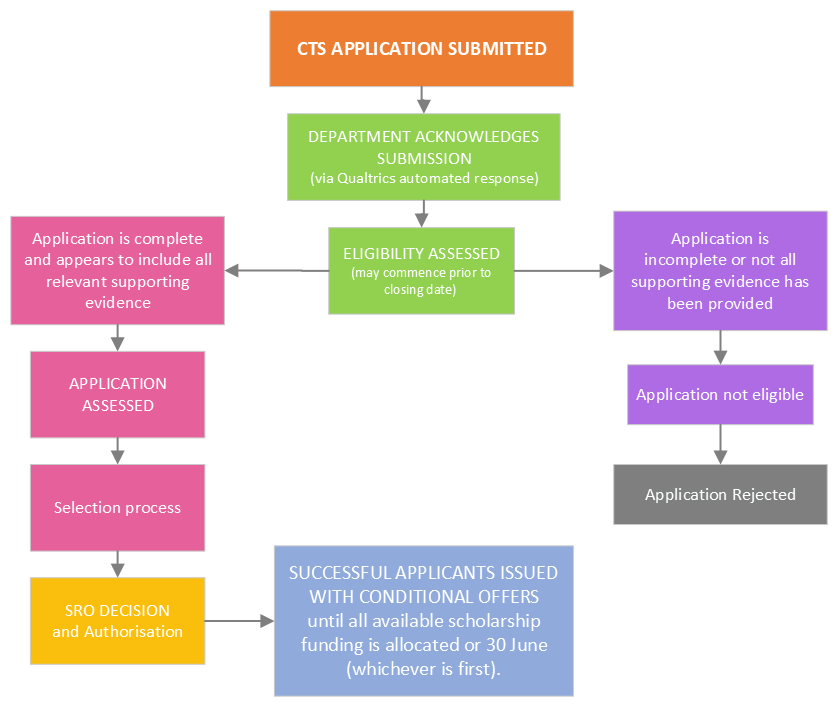 CTS APPLICATION SUBMITTED
DEPARTMENT ACKNOWLEDGES
SUBMISSION
(via Qualtrics automated response)
ELIGIBILITY ASSESSED
(may commence prior to
closing date)
Application is complete
and appears to include all
relevant supporting
evidence
APPLICATION
ASSESSED
Selection process
SRO DECISION
and Authorisation
SUCCESSFUL APPLICANTS ISSUED
WITH CONDITIONAL OFFERS
until all available scholarship
funding is allocated or 30 June
(whichever is first).
Application is
incomplete or not all
supporting evidence has
been provided
Application not eligible
Application Rejected